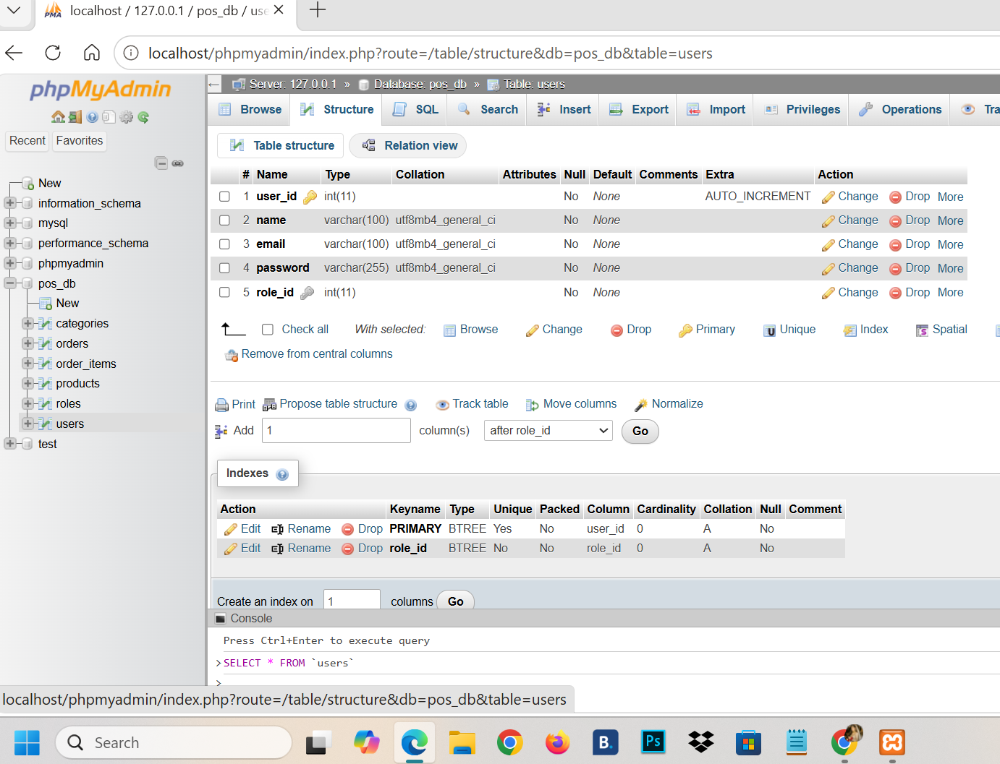 localhost / 127.0.0.1 / pos_db / use
localhost/phpmyadmin/index.php?route=/table/structure&db=pos_db&table=users
phpMyAdmin
Recent Favorites
New
information_schema
mysql
performance_schema
phpmyadmin
pos_db
New
categories
orders
order_items
products
roles
users
test
Server: 127.0.0.1 » Database: pos_db » Table: users
Browse Structure SQL Search Insert Export Import Privileges Operations Tra
Table structure Relation view
# Name Type Collation Attributes Null Default Comments Extra Action
1 user_id int(11) No None AUTO_INCREMENT Change Drop More
2 name varchar(100) utf8mb4_general_ci No None Change Drop More
3 email varchar(100) utf8mb4_general_ci No None Change Drop More
4 password varchar(255) utf8mb4_general_ci No None Change Drop More
5 role_id int(11) No None Change Drop More
Check all With selected: Browse Change Drop Primary Unique Index Spatial
Remove from central columns
Print Propose table structure Track table Move columns Normalize
Add 1 column(s) after role_id Go
Indexes
Action Keyname Type Unique Packed Column Cardinality Collation Null Comment
Edit Rename Drop PRIMARY BTREE Yes No user_id 0 A No
Edit Rename Drop role_id BTREE No No role_id 0 A No
Create an index on 1 columns Go
Console
Press Ctrl+Enter to execute query
>SELECT * FROM `users`
>
localhost/phpmyadmin/index.php?route=/table/structure&db=pos_db&table=users
Search
B.
Ps